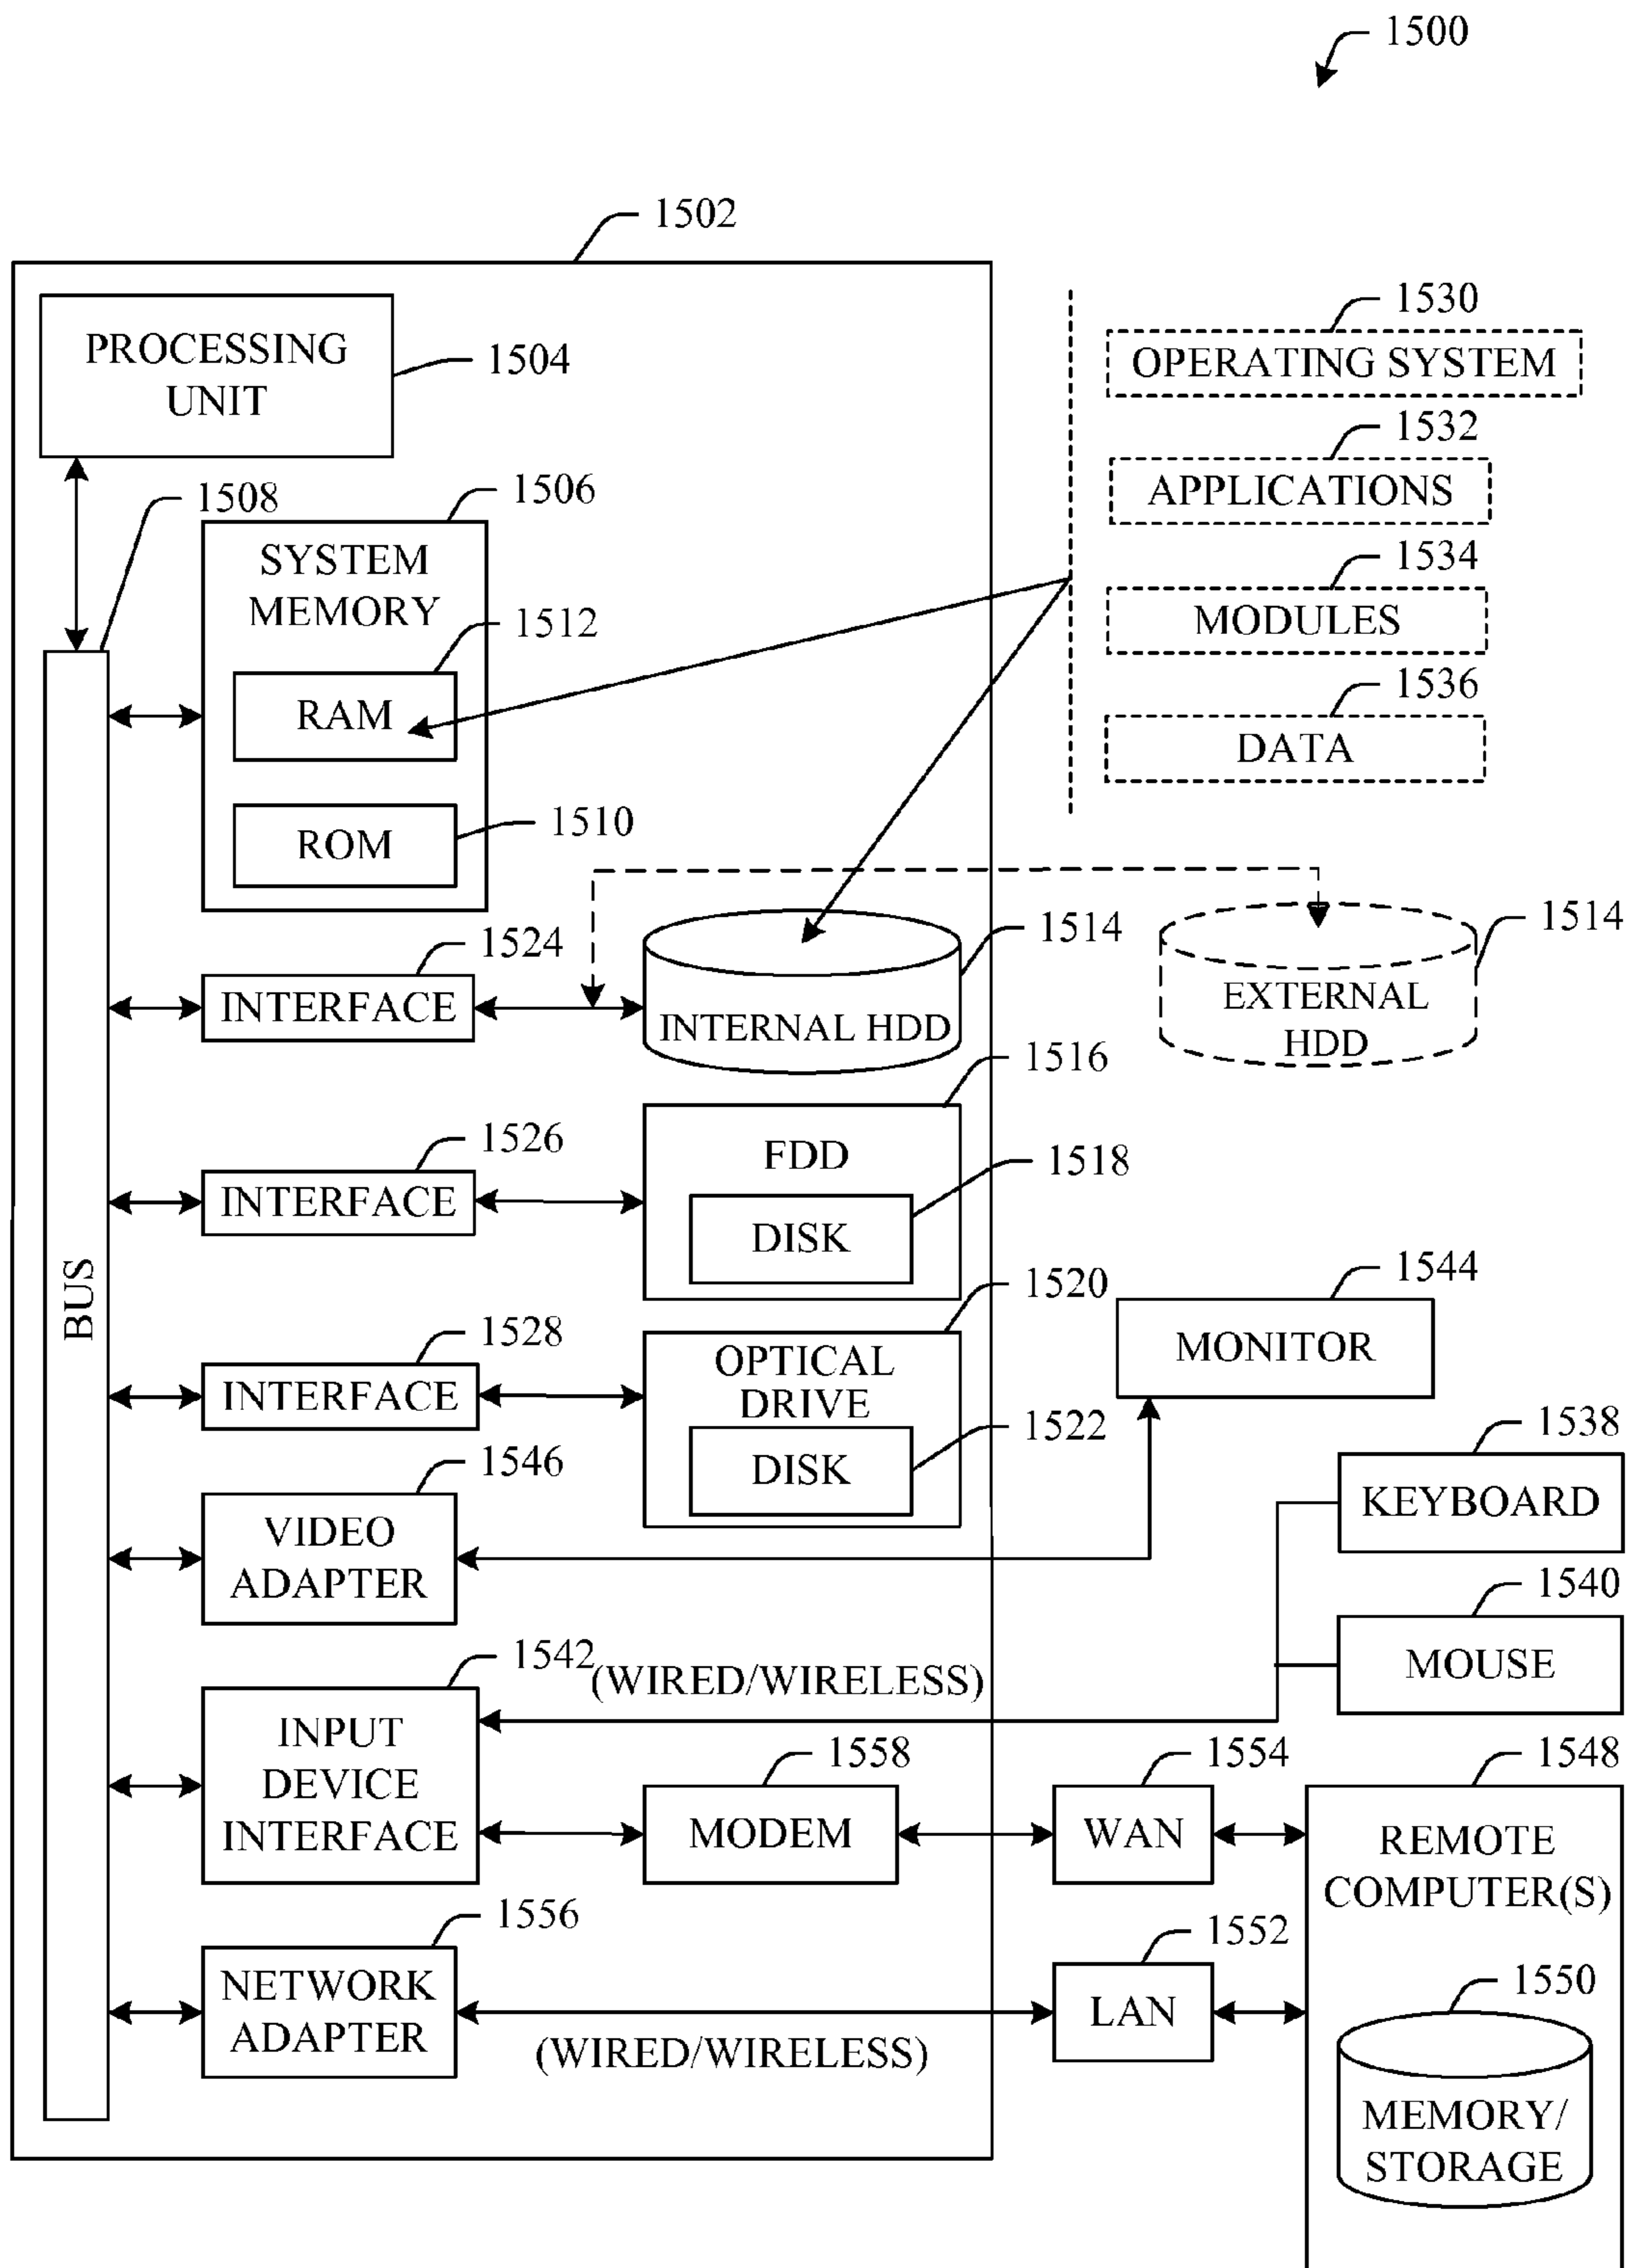 1500
1502
PROCESSING
UNIT
1504
1530
OPERATING SYSTEM
1532
APPLICATIONS
1534
MODULES
1536
DATA
1508
1506
SYSTEM
MEMORY
1512
RAM
1510
ROM
BUS
1524
INTERFACE
1514
INTERNAL HDD
1514
EXTERNAL
HDD
1526
INTERFACE
1516
FDD
1518
DISK
1528
INTERFACE
1520
OPTICAL
DRIVE
1522
DISK
1544
MONITOR
1546
VIDEO
ADAPTER
1538
KEYBOARD
1540
MOUSE
1542
(WIRED/WIRELESS)
INPUT
DEVICE
INTERFACE
1558
MODEM
1554
WAN
1548
REMOTE
COMPUTER(S)
1556
NETWORK
ADAPTER
(WIRED/WIRELESS)
1552
LAN
1550
MEMORY/
STORAGE